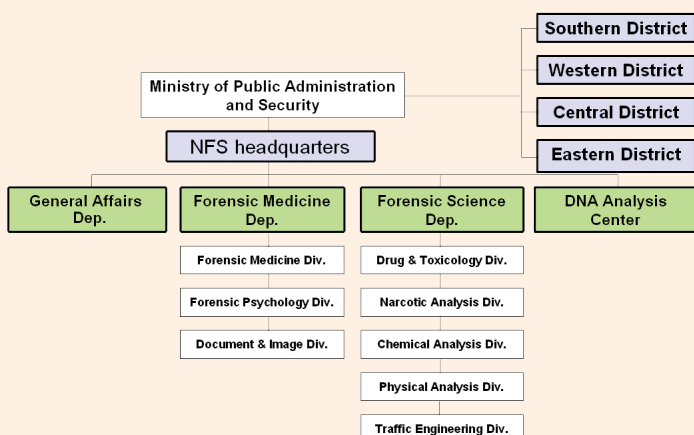 Southern District
Western District
Ministry of Public Administration
and Security
Central District
NFS headquarters
Eastern District
General Affairs
Dep.
Forensic Medicine
Dep.
Forensic Science
Dep.
DNA Analysis
Center
Forensic Medicine Div.
Drug & Toxicology Div.
Forensic Psychology Div.
Narcotic Analysis Div.
Document & Image Div.
Chemical Analysis Div.
Physical Analysis Div.
Traffic Engineering Div.